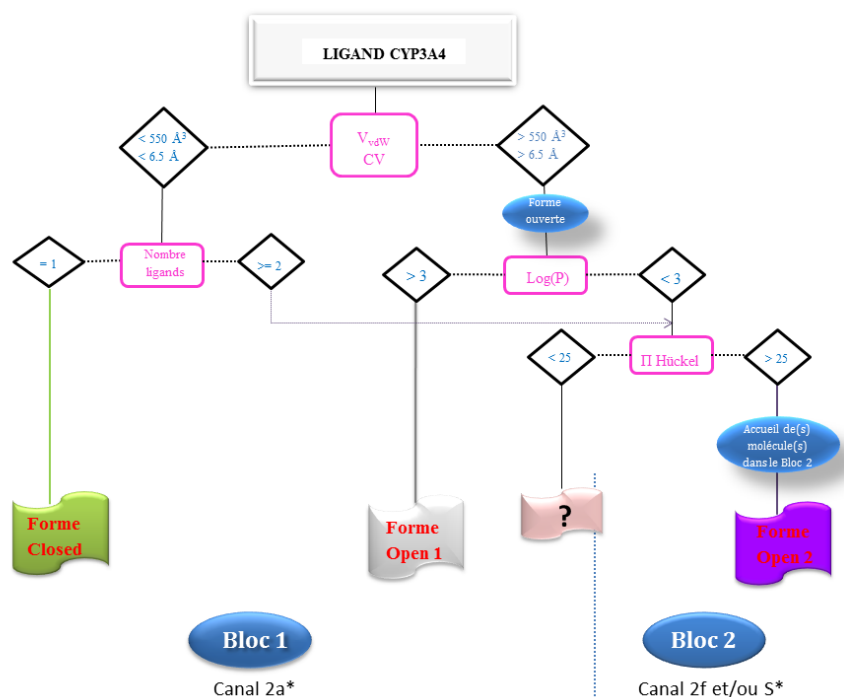 LIGAND CYP3A4
< 550 Å³
< 6.5 Å
VvdW
CV
> 550 Å³
> 6.5 Å
Forme
ouverte
= 1
Nombre
ligands
>= 2
> 3
Log(P)
< 3
< 25
Π Hückel
> 25
Accueil de(s)
molécule(s)
dans le Bloc 2
Forme
Closed
Forme
Open 1
?
Forme
Open 2
Bloc 1
Bloc 2
Canal 2a*
Canal 2f et/ou S*